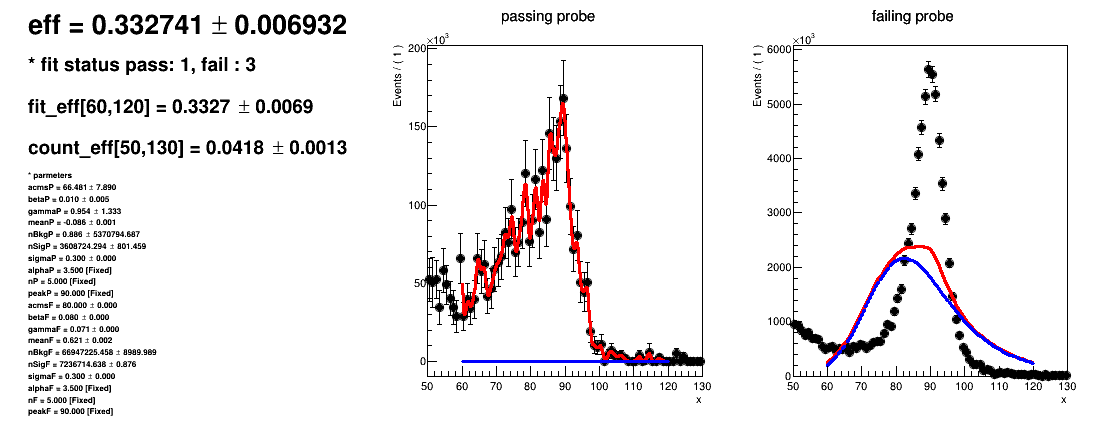 eff = 0.332741 ± 0.006932
* fit status pass: 1, fail : 3
fit_eff[60,120] = 0.3327 ± 0.0069
count_eff[50,130] = 0.0418 ± 0.0013
* parmeters
acmsP = 66.481 ± 7.890
betaP = 0.010 ± 0.005
gammaP = 0.954 ± 1.333
meanP = -0.086 ± 0.001
nBkgP = 0.886 ± 5370794.687
nSigP = 3608724.294 ± 801.459
sigmaP = 0.300 ± 0.000
alphaP = 3.500 [Fixed]
nP = 5.000 [Fixed]
peakP = 90.000 [Fixed]
acmsF = 80.000 ± 0.000
betaF = 0.080 ± 0.000
gammaF = 0.071 ± 0.000
meanF = 0.621 ± 0.002
nBkgF = 66947225.458 ± 8989.989
nSigF = 7236714.638 ± 0.876
sigmaF = 0.300 ± 0.000
alphaF = 3.500 [Fixed]
nF = 5.000 [Fixed]
peakF = 90.000 [Fixed]
passing probe
×10³
Events / ( 1 )
200
150
100
50
0
50 60 70 80 90 100 110 120 130
x
failing probe
×10³
Events / ( 1 )
6000
5000
4000
3000
2000
1000
0
50 60 70 80 90 100 110 120 130
x